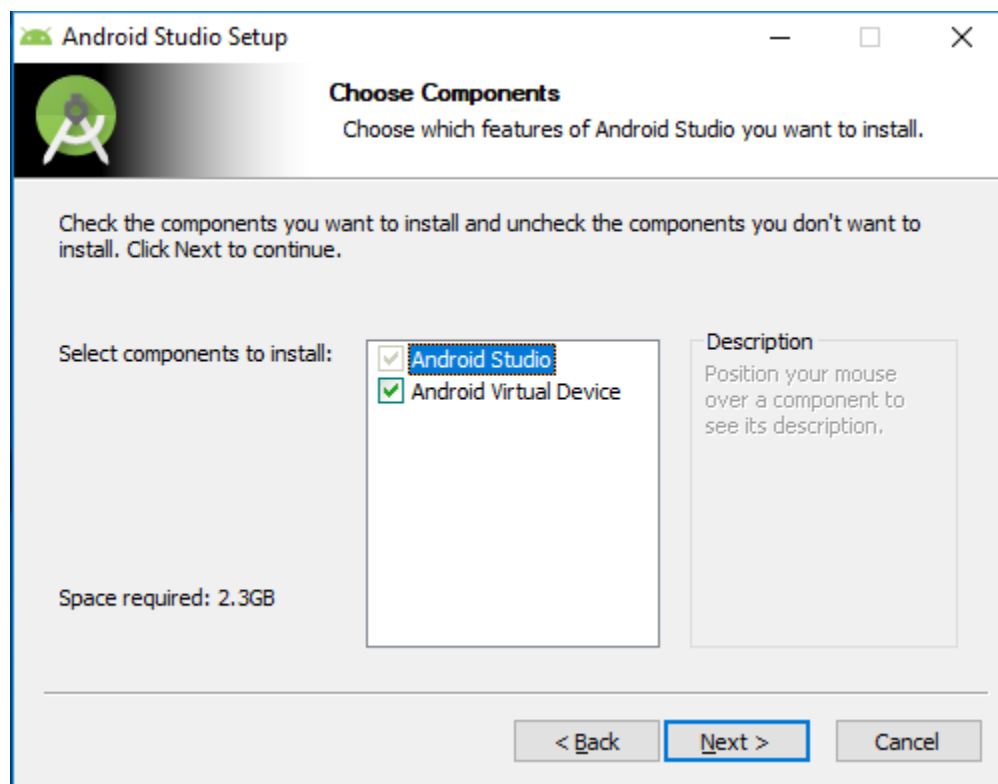 Android Studio Setup
Choose Components
Choose which features of Android Studio you want to install.
Check the components you want to install and uncheck the components you don't want to
install. Click Next to continue.
Select components to install:
Android Studio
Android Virtual Device
Description
Position your mouse
over a component to
see its description.
Space required: 2.3GB
< Back
Next >
Cancel